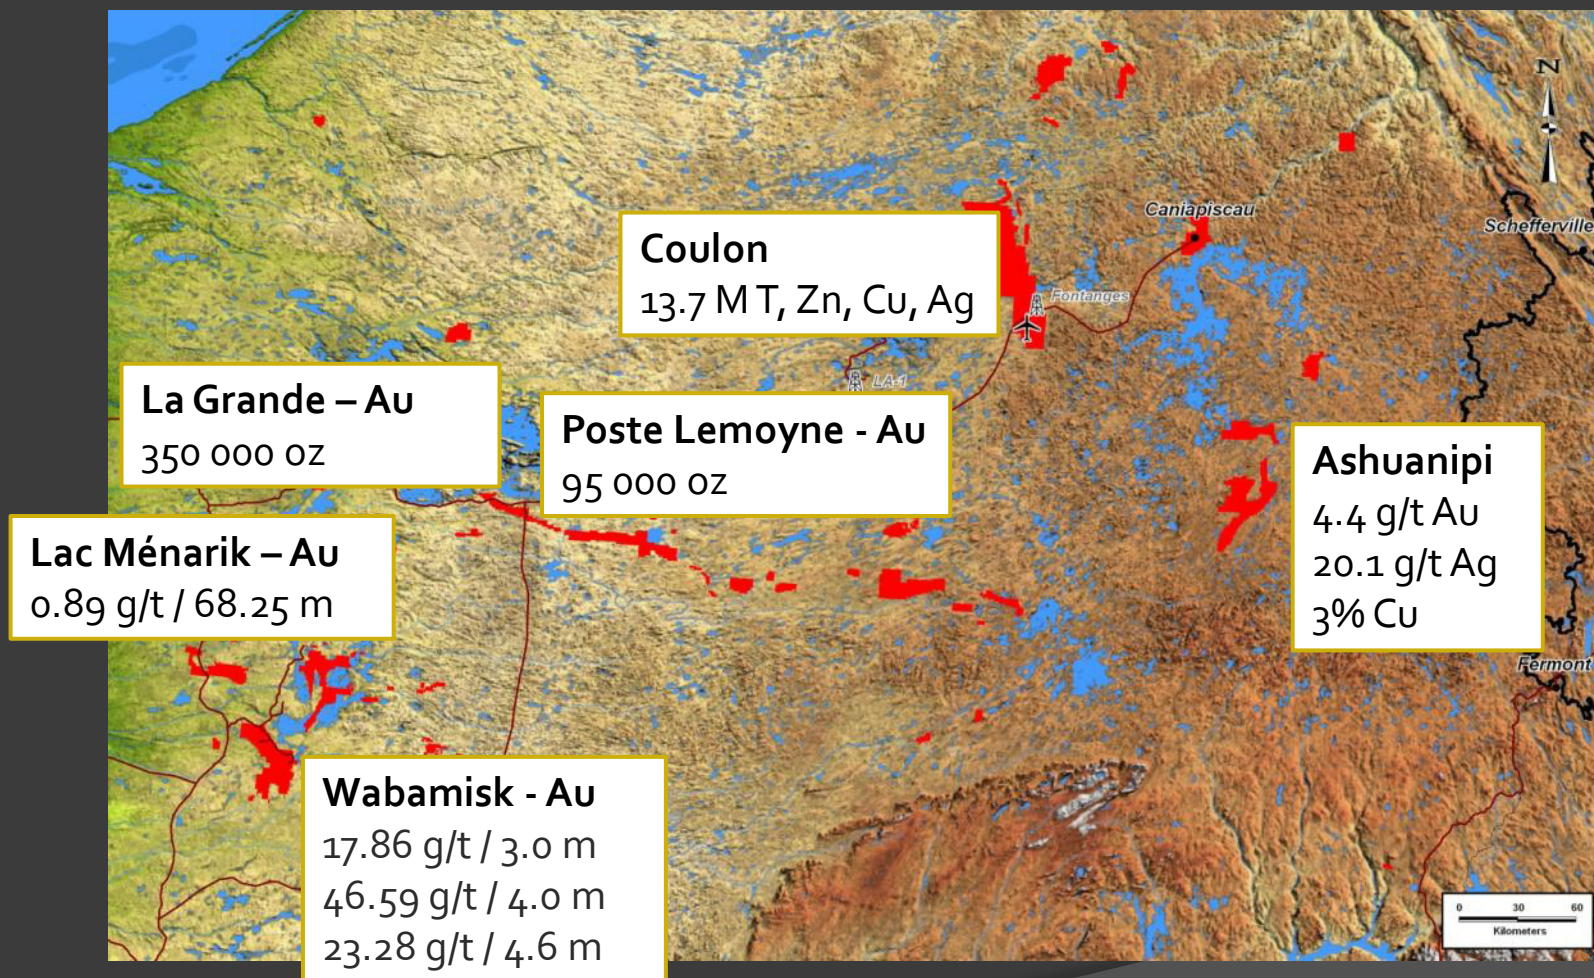 N
Caniapiscau
Schefferville
Coulon
13.7 M T, Zn, Cu, Ag
Fontanges
LA-1
La Grande – Au
350 000 oz
Poste Lemoyne - Au
95 000 oz
Ashuanipi
4.4 g/t Au
20.1 g/t Ag
3% Cu
Lac Ménarik – Au
0.89 g/t / 68.25 m
Fermont
Wabamisk - Au
17.86 g/t / 3.0 m
46.59 g/t / 4.0 m
23.28 g/t / 4.6 m
0 30 60
Kilometers